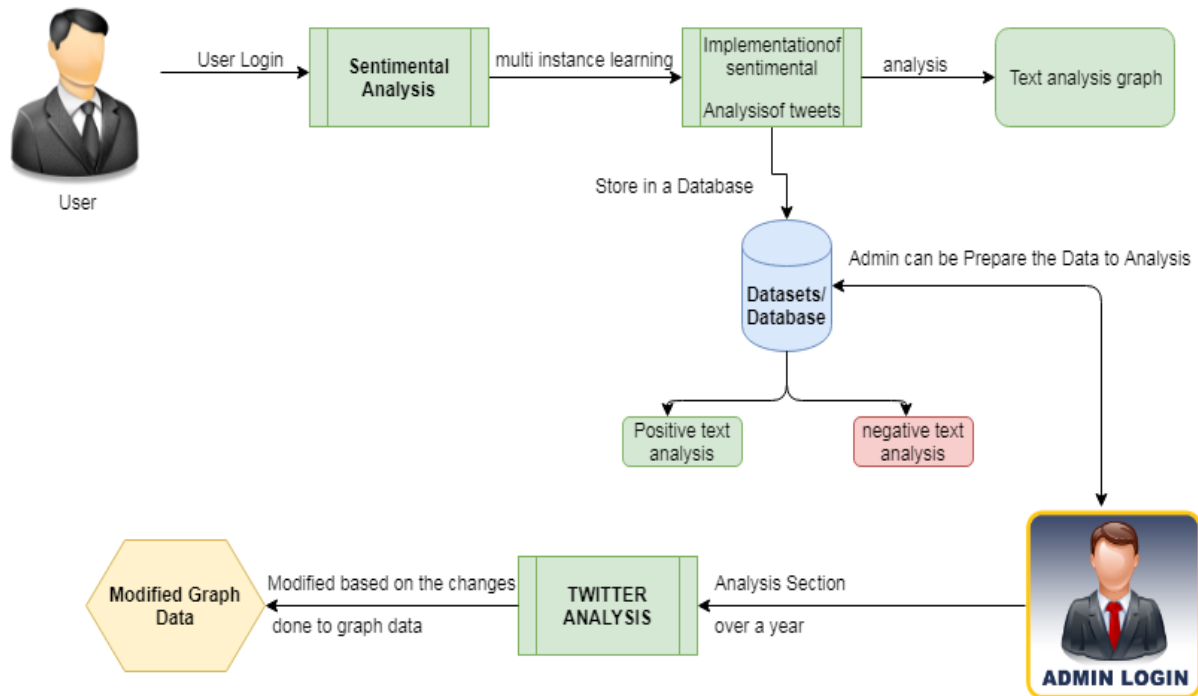 User Login
Sentimental
Analysis
multi instance learning
Implementationof
sentimental
Analysisof tweets
analysis
Text analysis graph
User
Store in a Database
Admin can be Prepare the Data to Analysis
Datasets/
Database
Positive text
analysis
negative text
analysis
Modified Graph
Data
Modified based on the changes
done to graph data
TWITTER
ANALYSIS
Analysis Section
over a year
ADMIN LOGIN